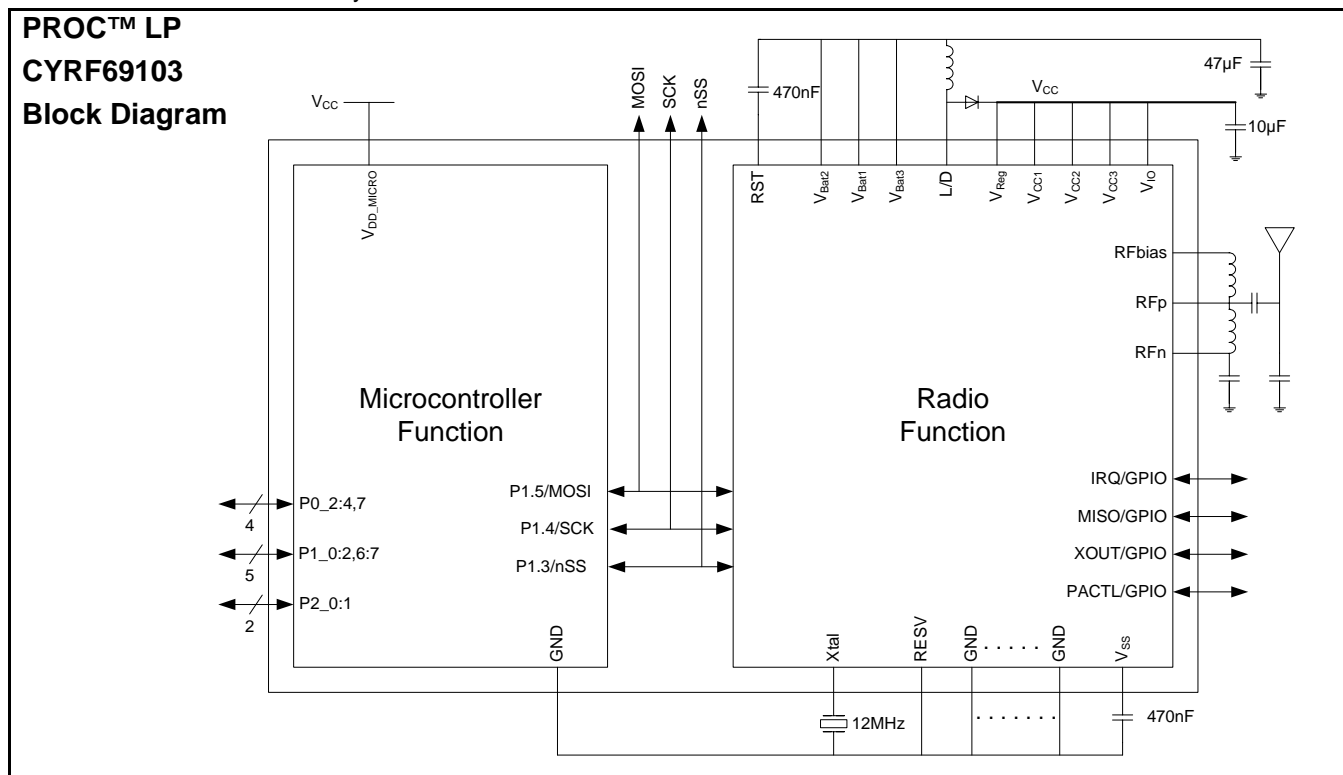 PROC™ LP
CYRF69103
Block Diagram
VCC
MOSI
SCK
nSS
470nF
47µF
VCC
10µF
VDD_MICRO
RST
VBat2
VBat1
VBat3
L/D
VReg
VCC1
VCC2
VCC3
VIO
RFbias
RFp
RFn
Microcontroller
Function
Radio
Function
P0_2:4,7
4
P1_0:2,6:7
5
P2_0:1
2
P1.5/MOSI
P1.4/SCK
P1.3/nSS
IRQ/GPIO
MISO/GPIO
XOUT/GPIO
PACTL/GPIO
GND
Xtal
RESV
GND
. . . . .
GND
VSS
12MHz
. . . . . . .
470nF